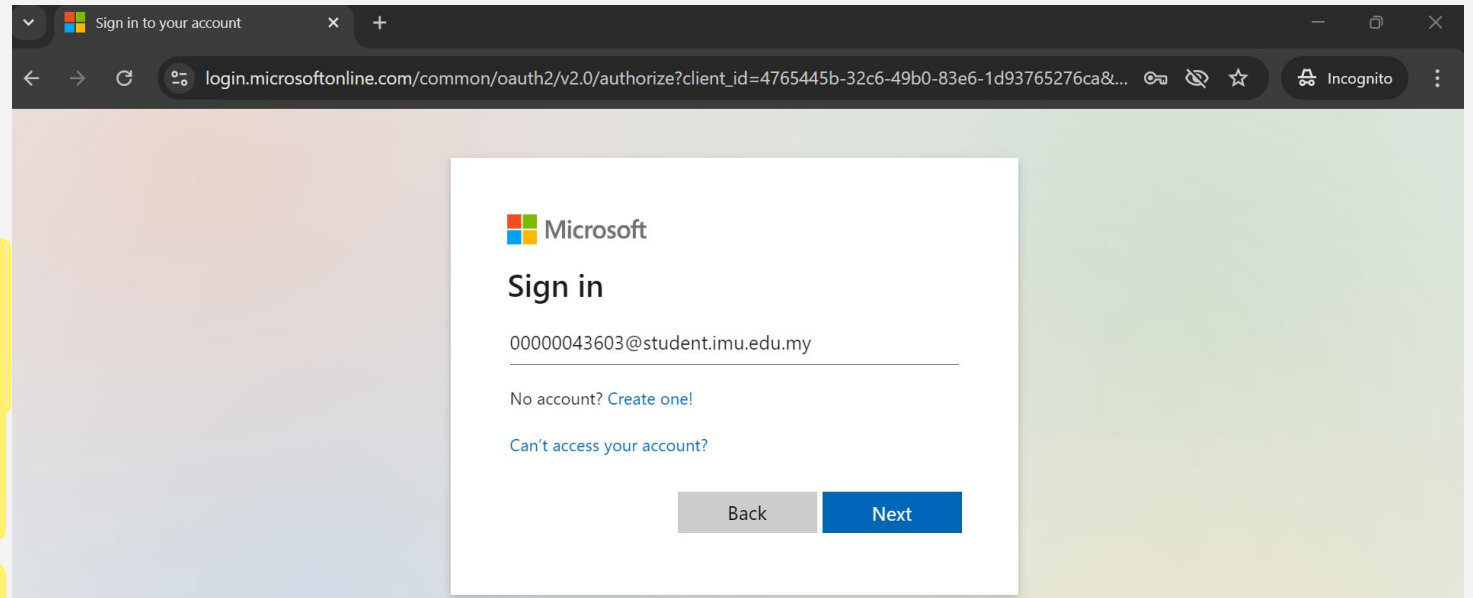 Sign in to your account
login.microsoftonline.com/common/oauth2/v2.0/authorize?client_id=4765445b-32c6-49b0-83e6-1d93765276ca&...
Incognito
Microsoft
Sign in
00000043603@student.imu.edu.my
No account? Create one!
Can't access your account?
Back
Next